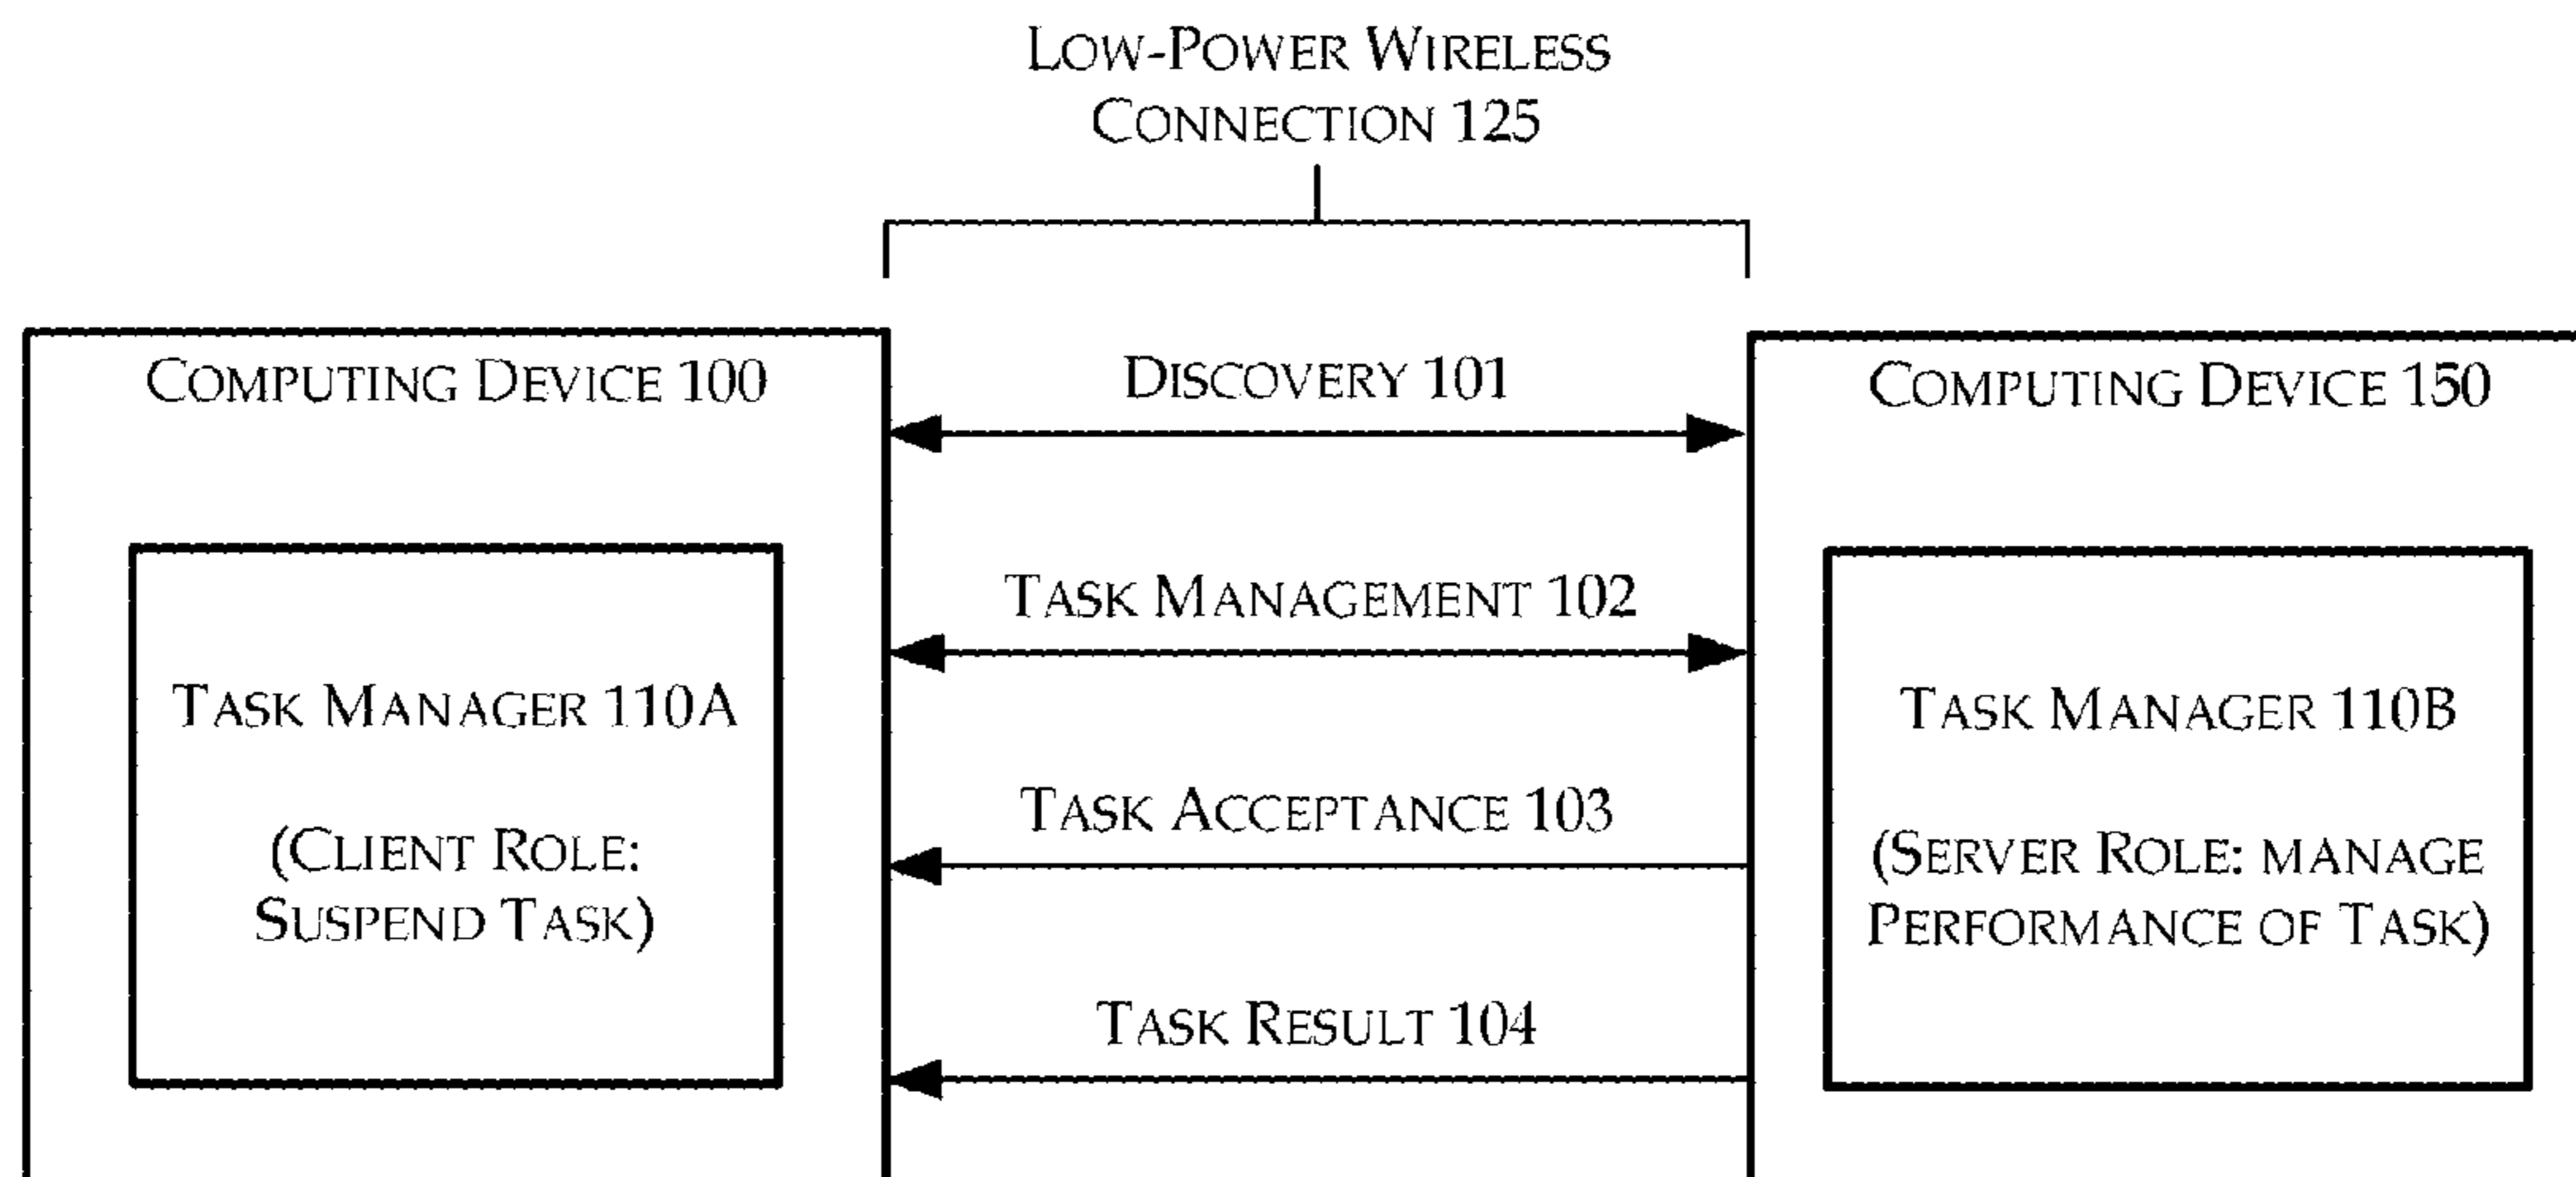 LOW-POWER WIRELESS
CONNECTION 125
COMPUTING DEVICE 100
DISCOVERY 101
COMPUTING DEVICE 150
TASK MANAGEMENT 102
TASK MANAGER 110A
(CLIENT ROLE:
SUSPEND TASK)
TASK ACCEPTANCE 103
TASK RESULT 104
TASK MANAGER 110B
(SERVER ROLE: MANAGE
PERFORMANCE OF TASK)